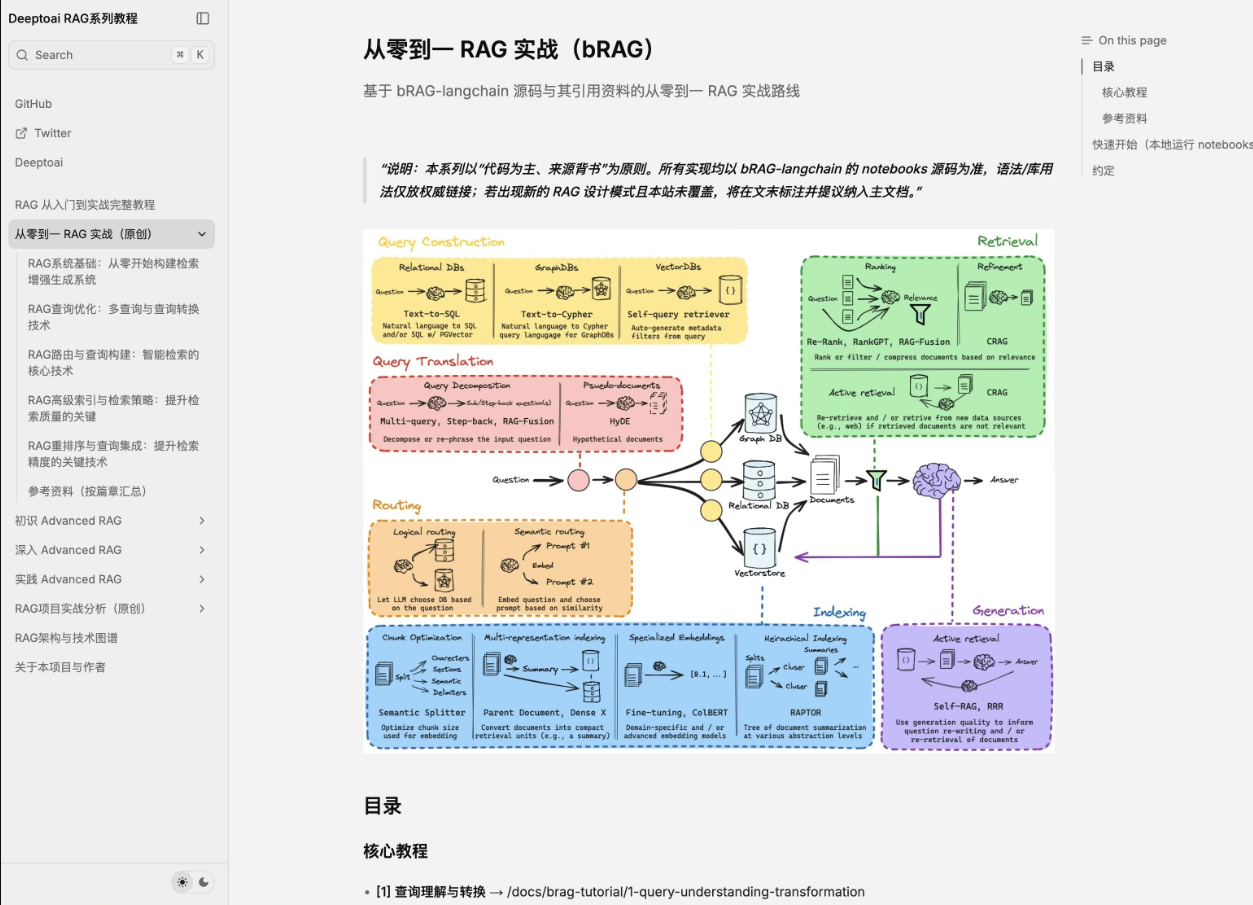 Deeptoai RAG系列教程
Search
⌘ K
GitHub
Twitter
Deeptoai
RAG 从入门到实战完整教程
从零到一 RAG 实战（原创）
RAG系统基础：从零开始构建检索
增强生成系统
RAG查询优化：多查询与查询转换
技术
RAG路由与查询构建：智能检索的
核心技术
RAG高级索引与检索策略：提升检
索质量的关键
RAG重排序与查询集成：提升检索
精度的关键技术
参考资料（按篇章汇总）
初识 Advanced RAG
深入 Advanced RAG
实践 Advanced RAG
RAG项目实战分析（原创）
RAG架构与技术图谱
关于本项目与作者
从零到一 RAG 实战（bRAG）
基于 bRAG-langchain 源码与其引用资料的从零到一 RAG 实战路线
“说明：本系列以“代码为主、来源背书”为原则。所有实现均以 bRAG-langchain 的 notebooks 源码为准，语法/库用
法仅放权威链接；若出现新的 RAG 设计模式且本站未覆盖，将在文末标注并提议纳入主文档。”
Query Construction
Relational DBs
Question
Text-to-SQL
Natural language to SQL
and/or SQL w/ PGVector
GraphDBs
Question
Text-to-Cypher
Natural language to Cypher
query langugage for GraphDBs
VectorDBs
Question
{}
Self-query retriever
Auto-generate metadata
filters from query
Retrieval
Ranking
Question
Relevance
Re-Rank, RankGPT, RAG-Fusion
Refinement
CRAG
Rank or filter / compress documents based on relevance
Active retrieval
{}
CRAG
Re-retrieve and / or retrive from new data sources
(e.g., web) if retrieved documents are not relevant
Query Translation
Query Decomposition
Question
Sub/Step-back question(s)
Multi-query, Step-back, RAG-Fusion
Decompose or re-phrase the input question
Psuedo-documents
Question
HyDE
Hypothetical documents
Question
Graph DB
Relational DB
{}
Vectorstore
Documents
Answer
Routing
Logical routing
Let LLM choose DB based
on the question
Semantic routing
Prompt #1
Embed
Prompt #2
Embed question and choose
prompt based on similarity
Indexing
Chunk Optimization
Split
Characters
Sections
Semantic
Delimiters
Semantic Splitter
Optimize chunk size
used for embedding
Multi-representation indexing
Summary
{}
Parent Document, Dense X
Convert documents into compact
retrieval units (e.g., a summary)
Specialized Embeddings
[0.1, ...]
Fine-tuning, ColBERT
Domain-specific and / or
advanced embedding models
Heirachical Indexing
Summaries
Splits
Cluser
Cluser
...
RAPTOR
Tree of document summarization
at various abstraction levels
Generation
Active retieval
{}
Answer
Self-RAG, RRR
Use generation quality to inform
question re-writing and / or
re-retrieval of documents
目录
核心教程
• [1] 查询理解与转换 → /docs/brag-tutorial/1-query-understanding-transformation
On this page
目录
核心教程
参考资料
快速开始（本地运行 notebooks
约定